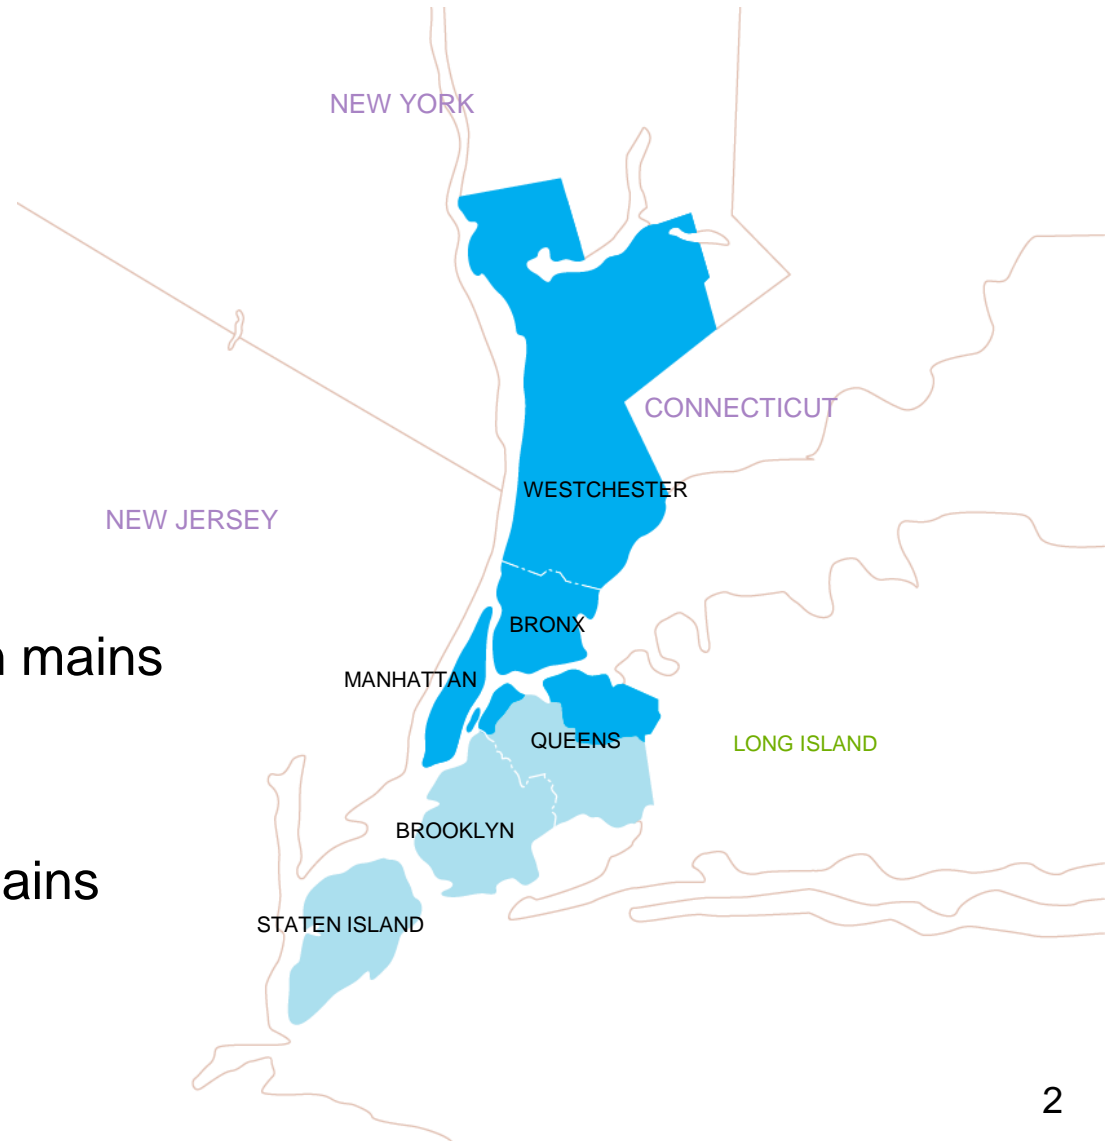 NEW YORK
CONNECTICUT
WESTCHESTER
NEW JERSEY
BRONX
mains
MANHATTAN
QUEENS
LONG ISLAND
BROOKLYN
ains
STATEN ISLAND
2